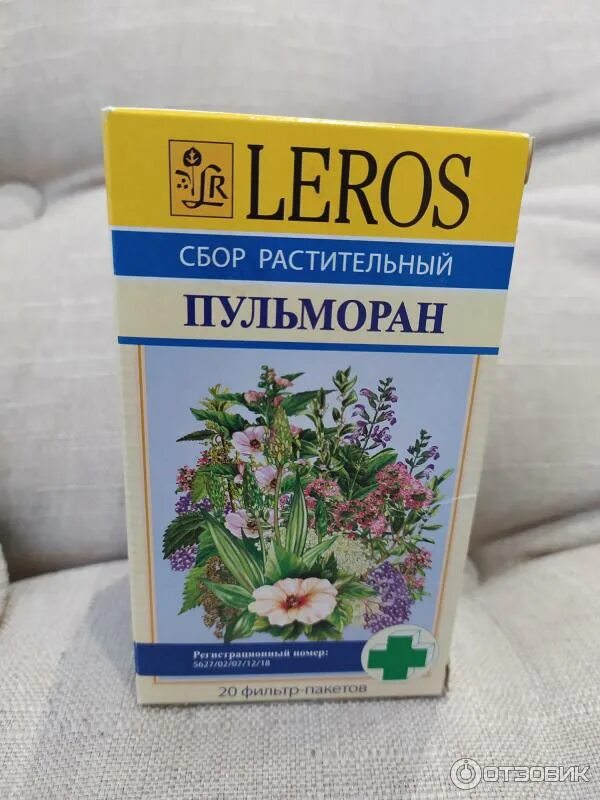 LR
LEROS
СБОР РАСТИТЕЛЬНЫЙ
ПУЛЬМОРАН
Регистрационный номер:
5627/02/07/12/18
20 фильтр-пакетов
ОТЗОВИК